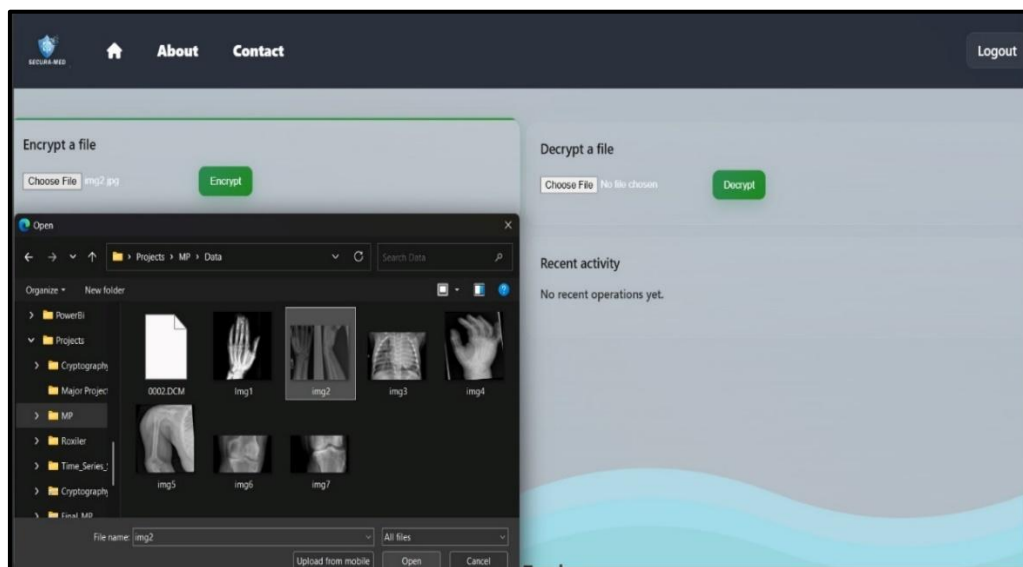 SECURA-MED
About
Contact
Logout
Encrypt a file
Choose File img2.jpg
Encrypt
Decrypt a file
Choose File No file chosen
Decrypt
Recent activity
No recent operations yet.
Open
Projects > MP > Data
Search Data
Organize
New folder
PowerBi
Projects
Cryptography
Major Project
MP
Roxiler
Time_Series_
Cryptography
Final_MP
0002.DCM
Img1
img2
img3
img4
img5
img6
img7
File name: img2
All files
Upload from mobile
Open
Cancel